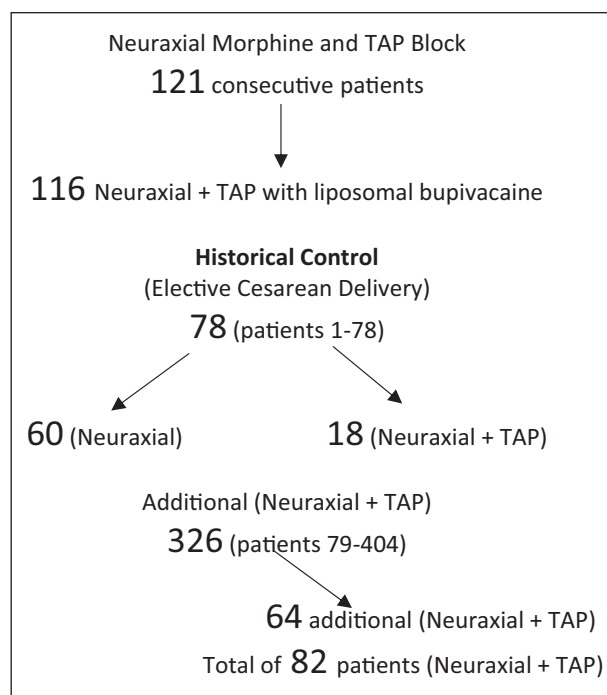 Neuraxial Morphine and TAP Block
121 consecutive patients
116 Neuraxial + TAP with liposomal bupivacaine
Historical Control
(Elective Cesarean Delivery)
78 (patients 1-78)
60 (Neuraxial)
18 (Neuraxial + TAP)
Additional (Neuraxial + TAP)
326 (patients 79-404)
64 additional (Neuraxial + TAP)
Total of 82 patients (Neuraxial + TAP)